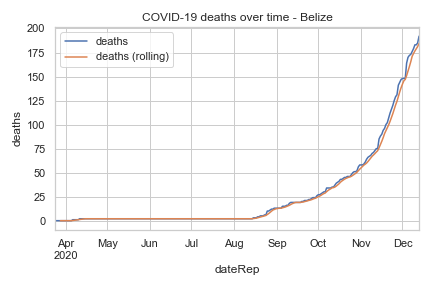 COVID-19 deaths over time - Belize
deaths
deaths (rolling)
200
175
150
125
100
75
50
25
0
deaths
Apr
2020
May
Jun
Jul
Aug
Sep
Oct
Nov
Dec
dateRep